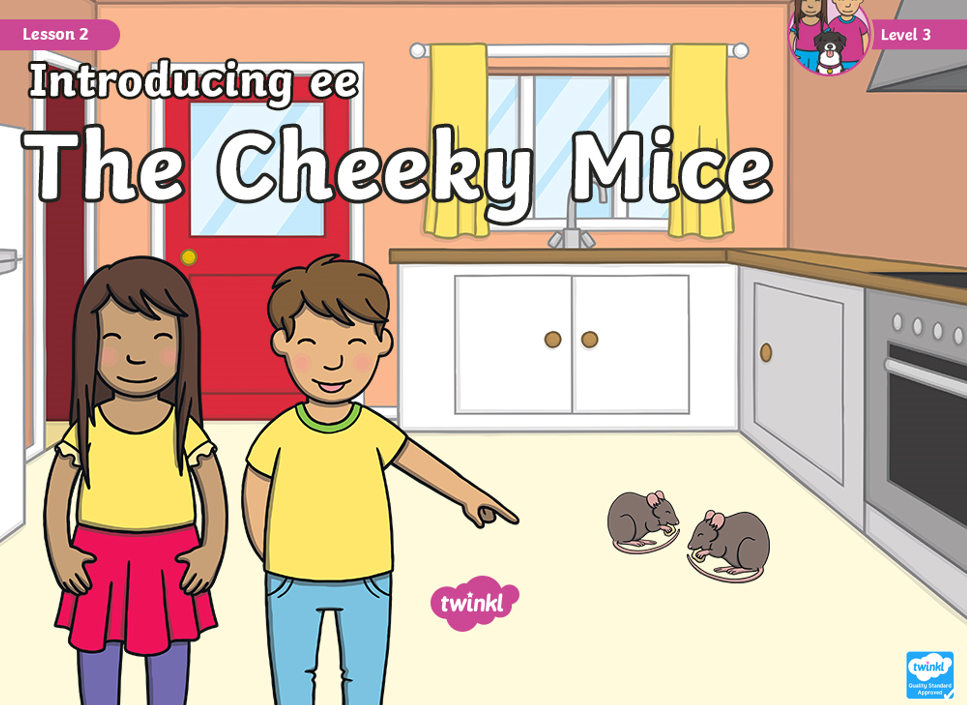 Lesson 2
Level 3
Introducing ee
The Cheeky Mice
twinkl
twinkl
Quality Standard
Approved